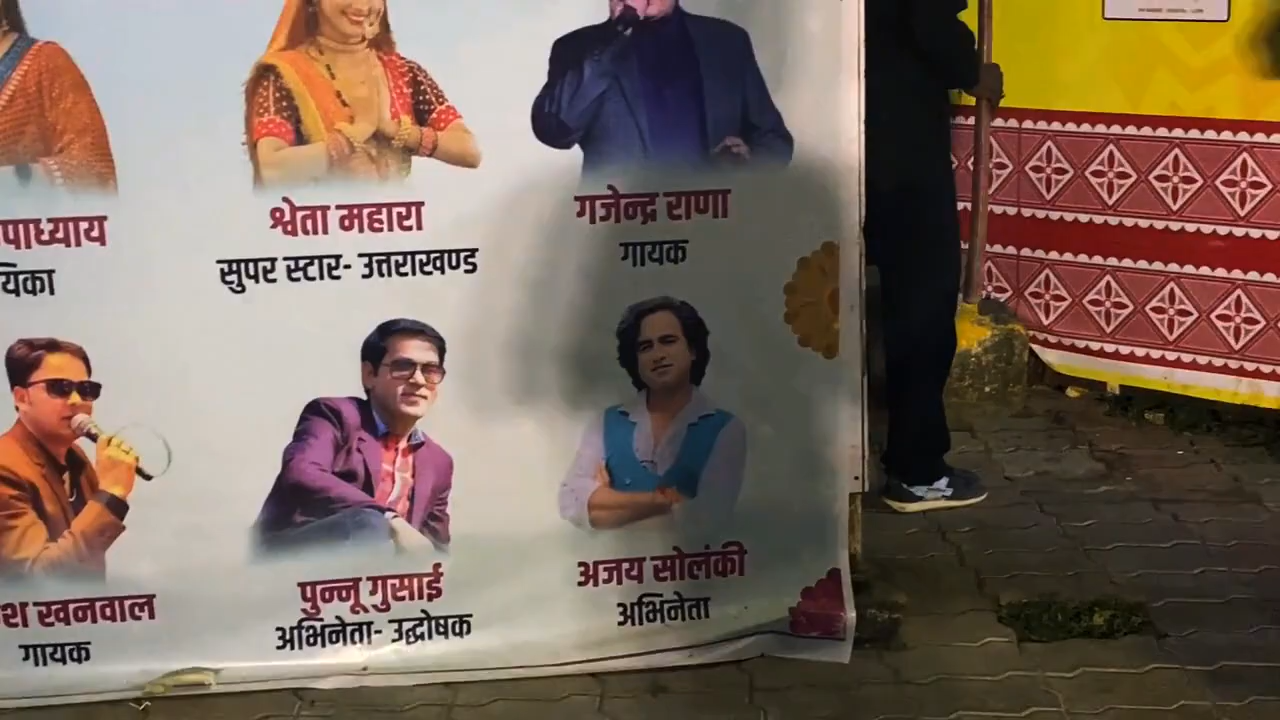 श्वेता महारा
सुपर स्टार- उत्तराखण्ड
गजेन्द्र राणा
गायक
खनवाल
गायक
पुन्नू गुसाई
अभिनेता- उद्घोषक
अजय सोलंकी
अभिनेता